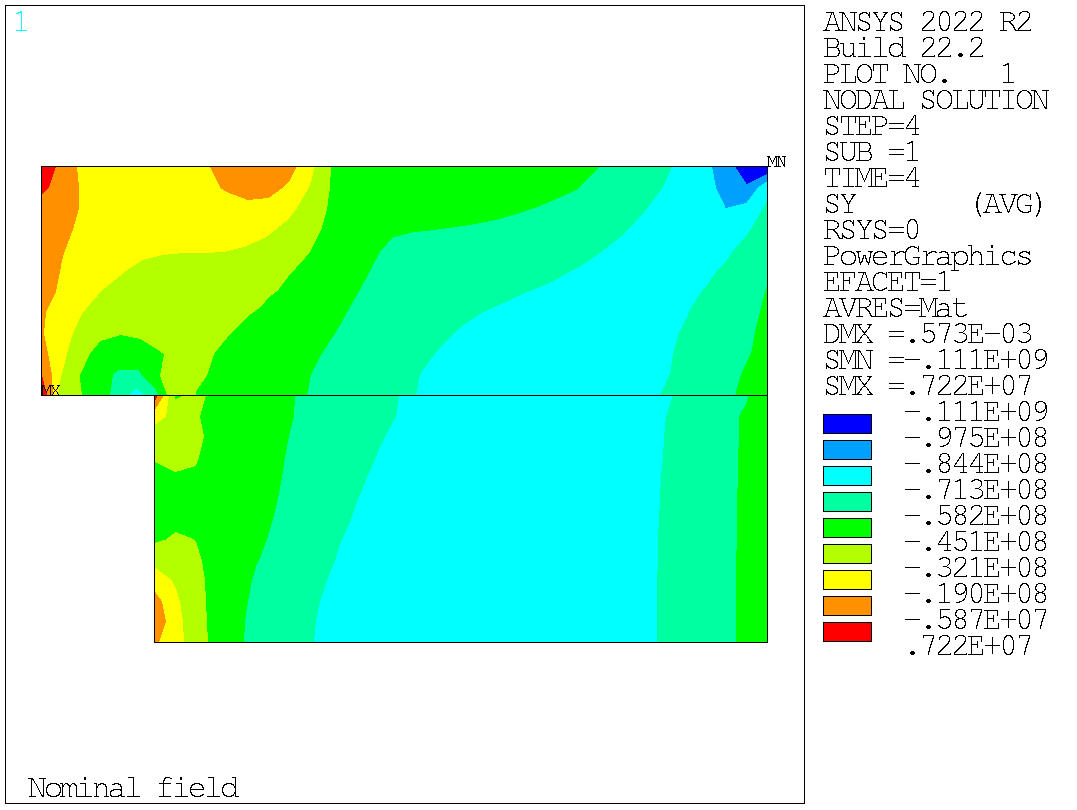 1
ANSYS 2022 R2
Build 22.2
PLOT NO. 1
NODAL SOLUTION
STEP=4
SUB =1
TIME=4
SY (AVG)
RSYS=0
PowerGraphics
EFACET=1
AVRES=Mat
DMX =.573E-03
SMN =-.111E+09
SMX =.722E+07
-.111E+09
-.975E+08
-.844E+08
-.713E+08
-.582E+08
-.451E+08
-.321E+08
-.190E+08
-.587E+07
.722E+07
MN
MX
Nominal field